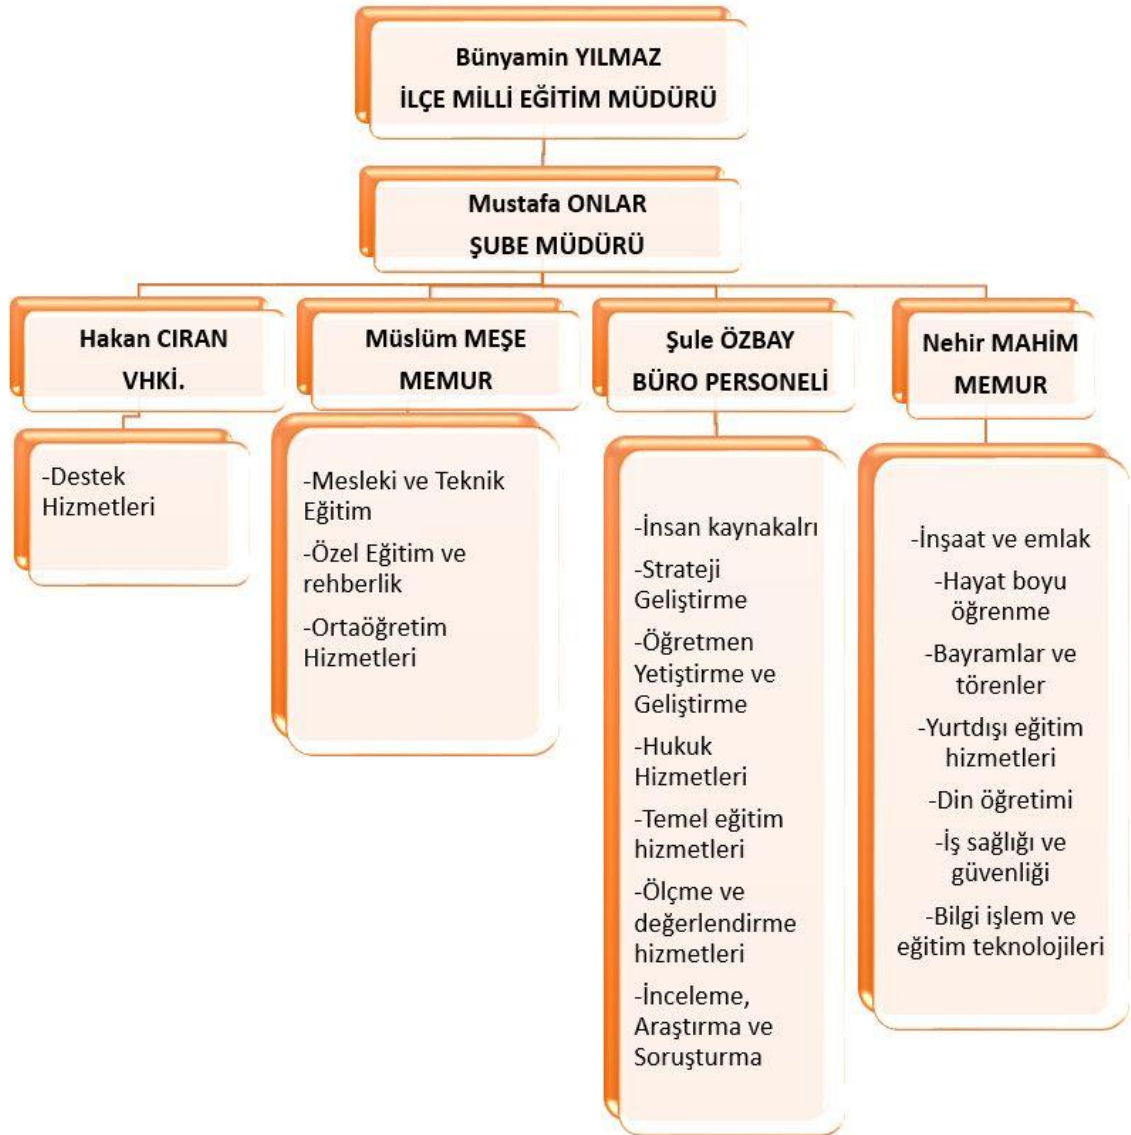 Bünyamin YILMAZ
İLÇE MİLLİ EĞİTİM MÜDÜRÜ
Mustafa ONLAR
ŞUBE MÜDÜRÜ
Hakan CIRAN
VHKİ.
-Destek
Hizmetleri
Müslüm MEŞE
MEMUR
-Mesleki ve Teknik
Eğitim
-Özel Eğitim ve
rehberlik
-Ortaöğretim
Hizmetleri
Şule ÖZBAY
BÜRO PERSONELİ
-İnsan kaynakalrı
-Strateji
Geliştirme
-Öğretmen
Yetiştirme ve
Geliştirme
-Hukuk
Hizmetleri
-Temel eğitim
hizmetleri
-Ölçme ve
değerlendirme
hizmetleri
-İnceleme,
Araştırma ve
Soruşturma
Nehir MAHİM
MEMUR
-İnşaat ve emlak
-Hayat boyu
öğrenme
-Bayramlar ve
törenler
-Yurtdışı eğitim
hizmetleri
-Din öğretimi
-İş sağlığı ve
güvenliği
-Bilgi işlem ve
eğitim teknolojileri